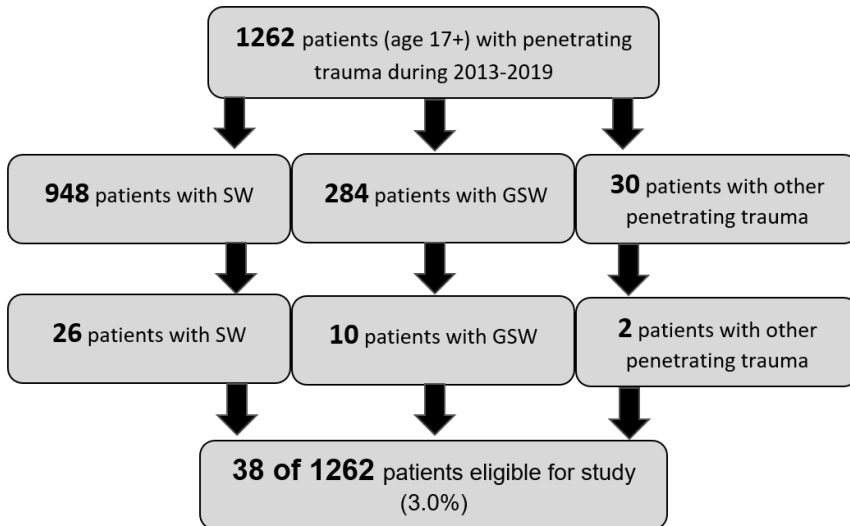 1262 patients (age 17+) with penetrating
trauma during 2013-2019
948 patients with SW
284 patients with GSW
30 patients with other
penetrating trauma
26 patients with SW
10 patients with GSW
2 patients with other
penetrating trauma
38 of 1262 patients eligible for study
(3.0%)